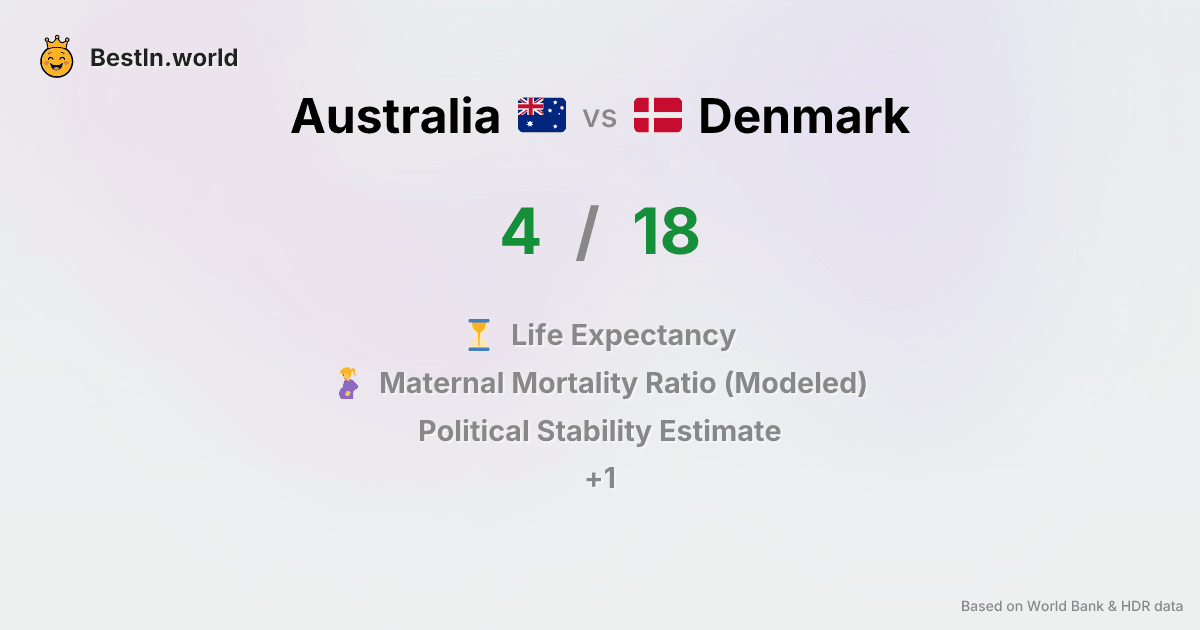 BestIn.world
Australia vs Denmark
4 / 18
Life Expectancy
Maternal Mortality Ratio (Modeled)
Political Stability Estimate
+1
Based on World Bank & HDR data